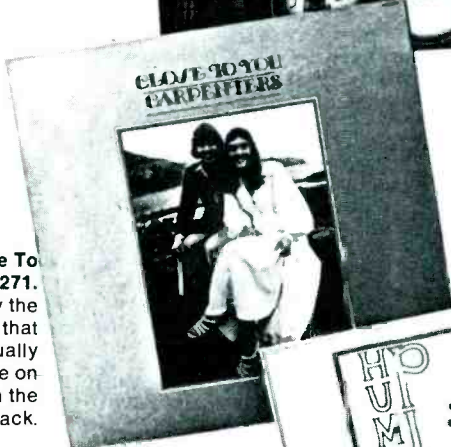 CLOSE TO YOU
CARPENTERS
e To
271.
y the
that
ually
e on
n the
ack.
H
U
M